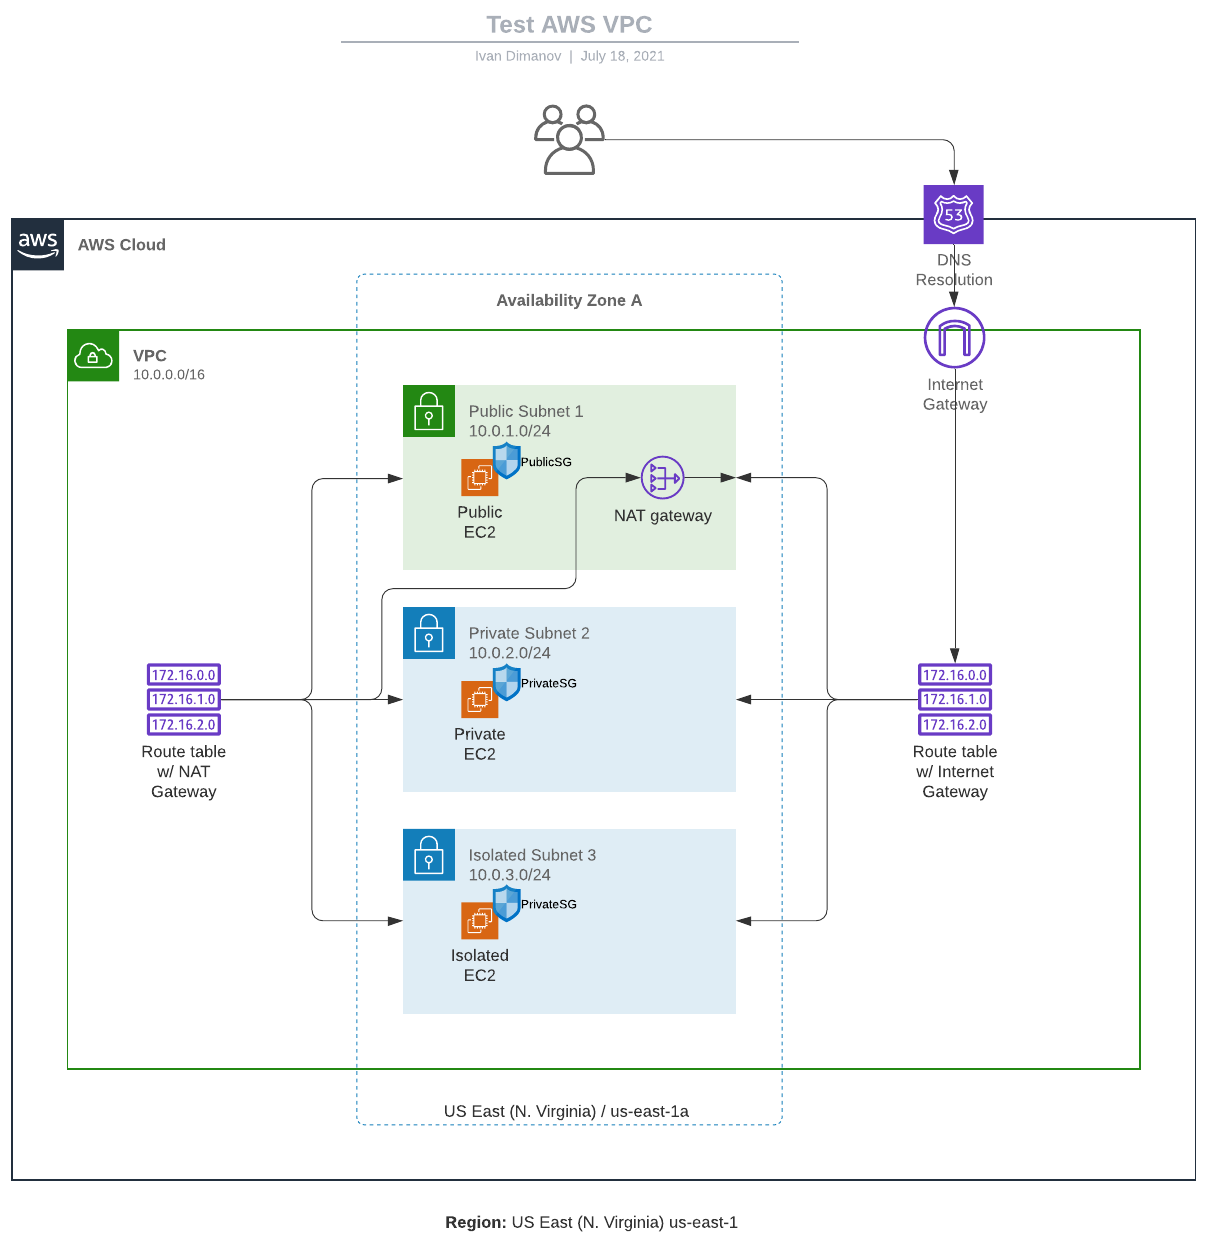 Test AWS VPC
Ivan Dimanov | July 18, 2021
53
aws
AWS Cloud
DNS
Resolution
Availability Zone A
VPC
10.0.0.0/16
Internet
Gateway
Public Subnet 1
10.0.1.0/24
PublicSG
Public
EC2
NAT gateway
Private Subnet 2
10.0.2.0/24
PrivateSG
Private
EC2
172.16.0.0
172.16.1.0
172.16.2.0
Route table
w/ NAT
Gateway
172.16.0.0
172.16.1.0
172.16.2.0
Route table
w/ Internet
Gateway
Isolated Subnet 3
10.0.3.0/24
PrivateSG
Isolated
EC2
US East (N. Virginia) / us-east-1a
Region: US East (N. Virginia) us-east-1